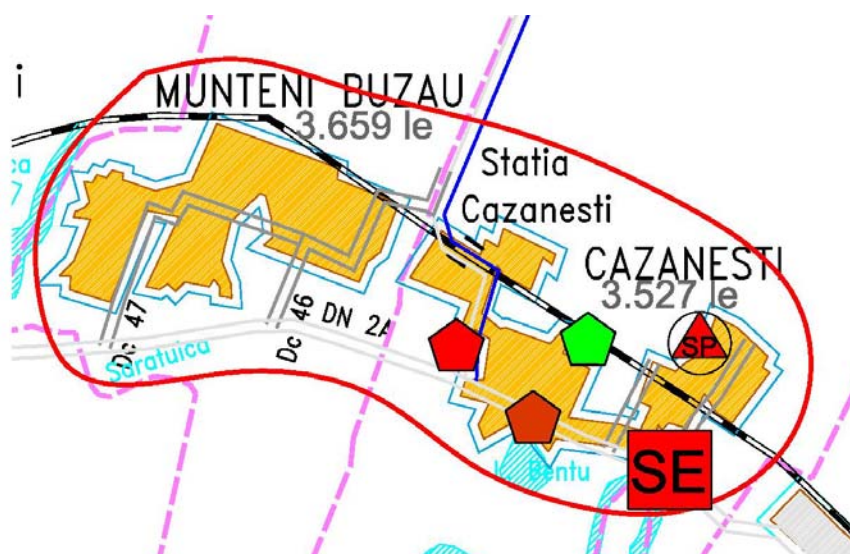 i
MUNTENI BUZAU
3.659 le
Statia
Cazanesti
CAZANESTI
3.527 le
SP
Dc 47
Dc 46
DN 2A
Saratuica
L. Bentu
SE